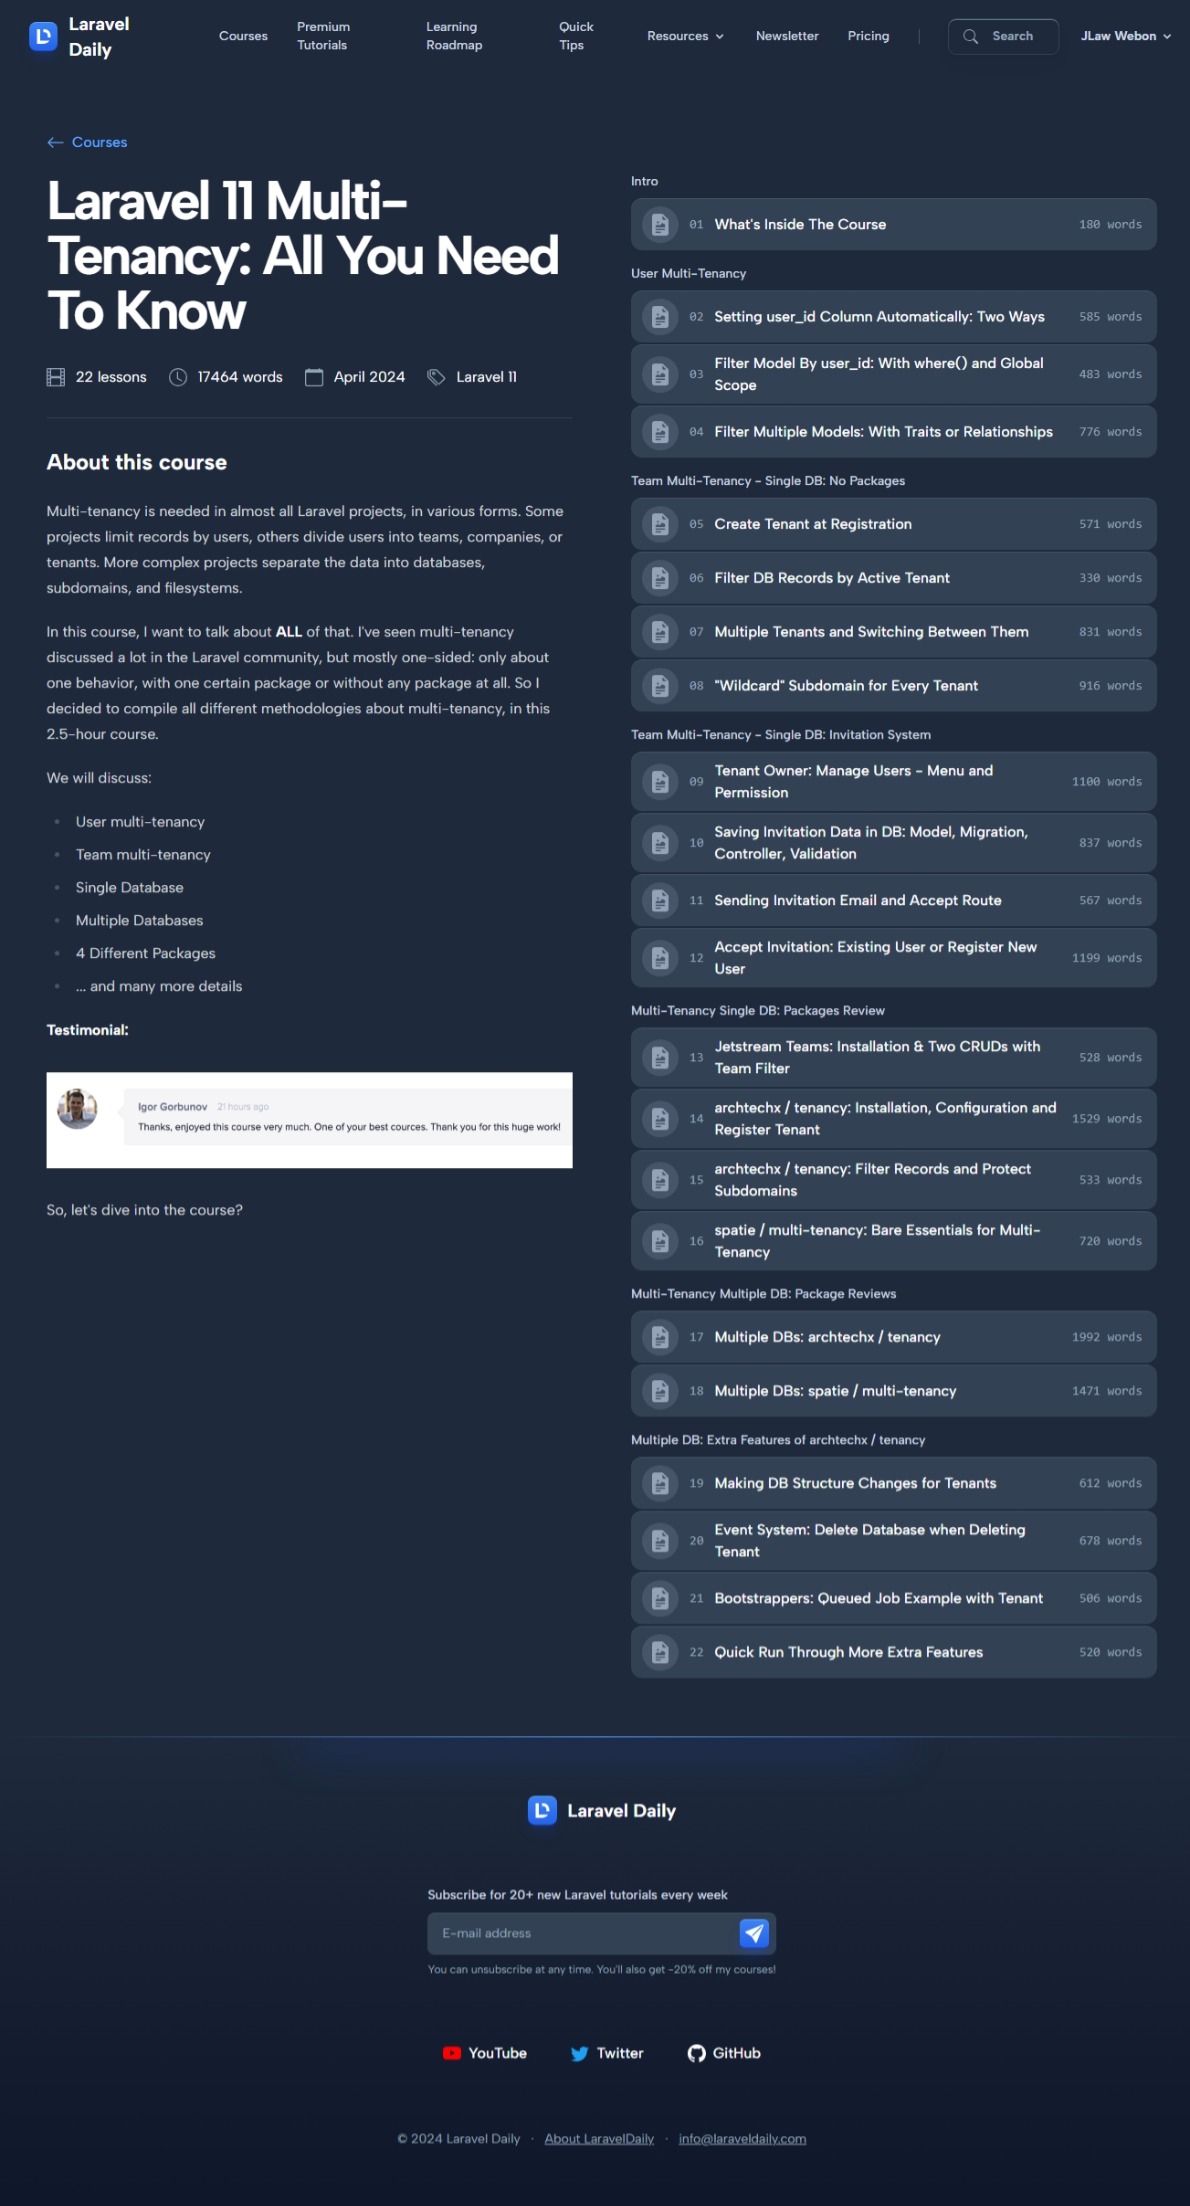 Laravel
Daily
Courses
Premium
Tutorials
Learning
Roadmap
Quick
Tips
Resources
Newsletter
Pricing
Search
JLaw Webon
← Courses
Laravel 11 Multi-
Tenancy: All You Need
To Know
22 lessons
17464 words
April 2024
Laravel 11
About this course
Multi-tenancy is needed in almost all Laravel projects, in various forms. Some
projects limit records by users, others divide users into teams, companies, or
tenants. More complex projects separate the data into databases,
subdomains, and filesystems.
In this course, I want to talk about ALL of that. I've seen multi-tenancy
discussed a lot in the Laravel community, but mostly one-sided: only about
one behavior, with one certain package or without any package at all. So I
decided to compile all different methodologies about multi-tenancy, in this
2.5-hour course.
We will discuss:
• User multi-tenancy
• Team multi-tenancy
• Single Database
• Multiple Databases
• 4 Different Packages
• ... and many more details
Testimonial:
Igor Gorbunov 21 hours ago
Thanks, enjoyed this course very much. One of your best cources. Thank you for this huge work!
So, let's dive into the course?
Intro
01 What's Inside The Course 180 words
User Multi-Tenancy
02 Setting user_id Column Automatically: Two Ways 585 words
03 Filter Model By user_id: With where() and Global
Scope 483 words
04 Filter Multiple Models: With Traits or Relationships 776 words
Team Multi-Tenancy - Single DB: No Packages
05 Create Tenant at Registration 571 words
06 Filter DB Records by Active Tenant 330 words
07 Multiple Tenants and Switching Between Them 831 words
08 "Wildcard" Subdomain for Every Tenant 916 words
Team Multi-Tenancy - Single DB: Invitation System
09 Tenant Owner: Manage Users - Menu and
Permission 1100 words
10 Saving Invitation Data in DB: Model, Migration,
Controller, Validation 837 words
11 Sending Invitation Email and Accept Route 567 words
12 Accept Invitation: Existing User or Register New
User 1199 words
Multi-Tenancy Single DB: Packages Review
13 Jetstream Teams: Installation & Two CRUDs with
Team Filter 528 words
14 archtechx / tenancy: Installation, Configuration and
Register Tenant 1529 words
15 archtechx / tenancy: Filter Records and Protect
Subdomains 533 words
16 spatie / multi-tenancy: Bare Essentials for Multi-
Tenancy 720 words
Multi-Tenancy Multiple DB: Package Reviews
17 Multiple DBs: archtechx / tenancy 1992 words
18 Multiple DBs: spatie / multi-tenancy 1471 words
Multiple DB: Extra Features of archtechx / tenancy
19 Making DB Structure Changes for Tenants 612 words
20 Event System: Delete Database when Deleting
Tenant 678 words
21 Bootstrappers: Queued Job Example with Tenant 506 words
22 Quick Run Through More Extra Features 520 words
Laravel Daily
Subscribe for 20+ new Laravel tutorials every week
E-mail address
You can unsubscribe at any time. You'll also get -20% off my courses!
YouTube
Twitter
GitHub
© 2024 Laravel Daily · About LaravelDaily · info@laraveldaily.com